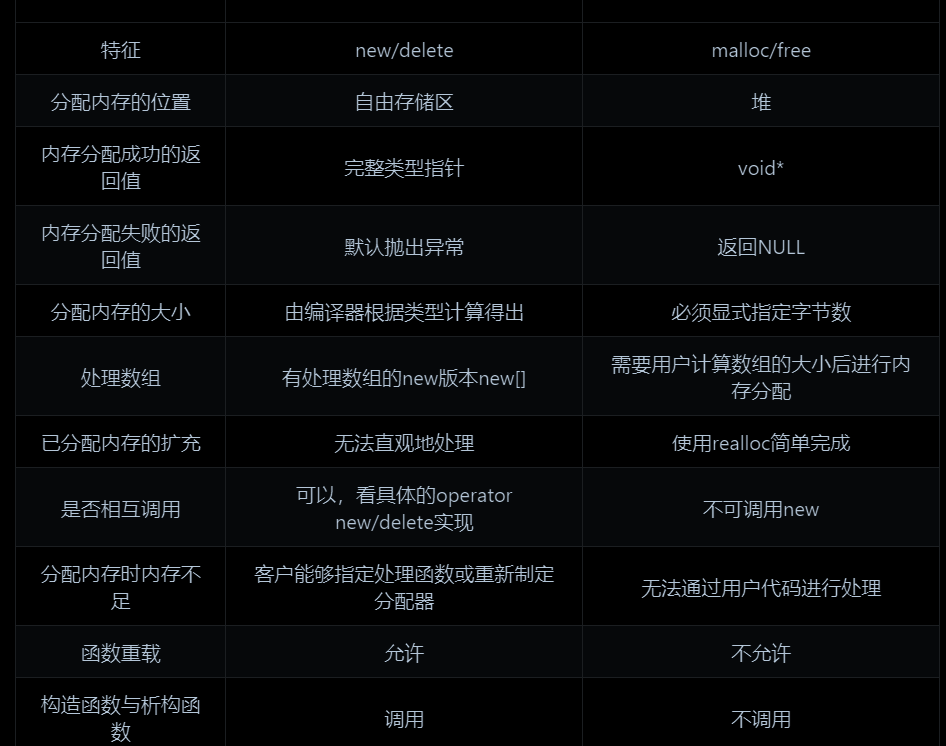 特征 new/delete malloc/free
分配内存的位置 自由存储区 堆
内存分配成功的返
回值
完整类型指针 void*
内存分配失败的返
回值
默认抛出异常 返回NULL
分配内存的大小 由编译器根据类型计算得出 必须显式指定字节数
处理数组 有处理数组的new版本new[]
需要用户计算数组的大小后进行内
存分配
已分配内存的扩充 无法直观地处理 使用realloc简单完成
是否相互调用
可以，看具体的operator
new/delete实现
不可调用new
分配内存时内存不
足
客户能够指定处理函数或重新制定
分配器
无法通过用户代码进行处理
函数重载 允许 不允许
构造函数与析构函
数
调用 不调用